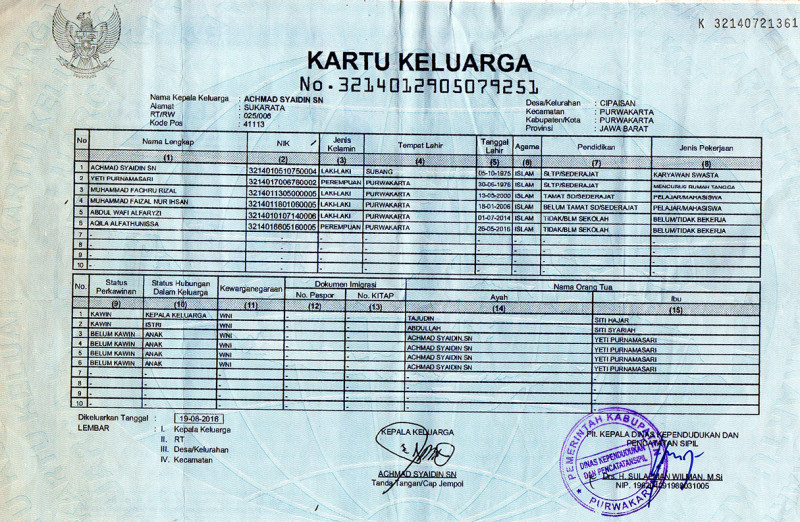 K 32140721361
KARTU KELUARGA
No. 3214012905079251
Nama Kepala Keluarga : ACHMAD SYAIDIN SN
Alamat : SUKARATA
RT/RW : 025/006
Kode Pos : 41113
Desa/Kelurahan : CIPAISAN
Kecamatan : PURWAKARTA
Kabupaten/Kota : PURWAKARTA
Provinsi : JAWA BARAT
No Nama Lengkap NIK Jenis Kelamin Tempat Lahir Tanggal Lahir Agama Pendidikan Jenis Pekerjaan
(1) (2) (3) (4) (5) (6) (7) (8)
1 ACHMAD SYAIDIN SN 3214010510750004 LAKI-LAKI SUBANG 05-10-1975 ISLAM SLTP/SEDERAJAT KARYAWAN SWASTA
2 YETI PURNAMASARI 3214017006760002 PEREMPUAN PURWAKARTA 30-06-1976 ISLAM SLTP/SEDERAJAT MENGURUS RUMAH TANGGA
3 MUHAMMAD FACHRU RIZAL 3214011305000005 LAKI-LAKI PURWAKARTA 13-05-2000 ISLAM TAMAT SD/SEDERAJAT PELAJAR/MAHASISWA
4 MUHAMMAD FAIZAL NUR IHSAN 3214011801060005 LAKI-LAKI PURWAKARTA 18-01-2006 ISLAM BELUM TAMAT SD/SEDERAJAT PELAJAR/MAHASISWA
5 ABDUL WAFI ALFARYZI 3214010107140006 LAKI-LAKI PURWAKARTA 01-07-2014 ISLAM TIDAK/BLM SEKOLAH BELUM/TIDAK BEKERJA
6 AQILA ALFATHUNISSA 3214016605160005 PEREMPUAN PURWAKARTA 26-05-2016 ISLAM TIDAK/BLM SEKOLAH BELUM/TIDAK BEKERJA
7 - - - - - - - -
8 - - - - - - - -
9 - - - - - - - -
10 - - - - - - - -
No. Status Perkawinan Status Hubungan Dalam Keluarga Kewarganegaraan Dokumen Imigrasi Nama Orang Tua
No. Paspor No. KITAP Ayah Ibu
(9) (10) (11) (12) (13) (14) (15)
1 KAWIN KEPALA KELUARGA WNI - - TAJUDIN SITI HAJAR
2 KAWIN ISTRI WNI - - ABDULLAH SITI SYARIAH
3 BELUM KAWIN ANAK WNI - - ACHMAD SYAIDIN SN YETI PURNAMASARI
4 BELUM KAWIN ANAK WNI - - ACHMAD SYAIDIN SN YETI PURNAMASARI
5 BELUM KAWIN ANAK WNI - - ACHMAD SYAIDIN SN YETI PURNAMASARI
6 BELUM KAWIN ANAK WNI - - ACHMAD SYAIDIN SN YETI PURNAMASARI
7 - - - - - - -
8 - - - - - - -
9 - - - - - - -
10 - - - - - - -
Dikeluarkan Tanggal : 19-08-2016
LEMBAR : I. Kepala Keluarga
II. RT
III. Desa/Kelurahan
IV. Kecamatan
KEPALA KELUARGA
ACHMAD SYAIDIN SN
Tanda Tangan/Cap Jempol
Plt. KEPALA DINAS KEPENDUDUKAN DAN
PENCATATAN SIPIL
PEMERINTAH KABUPATEN
DINAS KEPENDUDUKAN
DAN PENCATATAN SIPIL
PURWAKARTA
Drs. H. SULAEMAN WILMAN, M.Si
NIP.